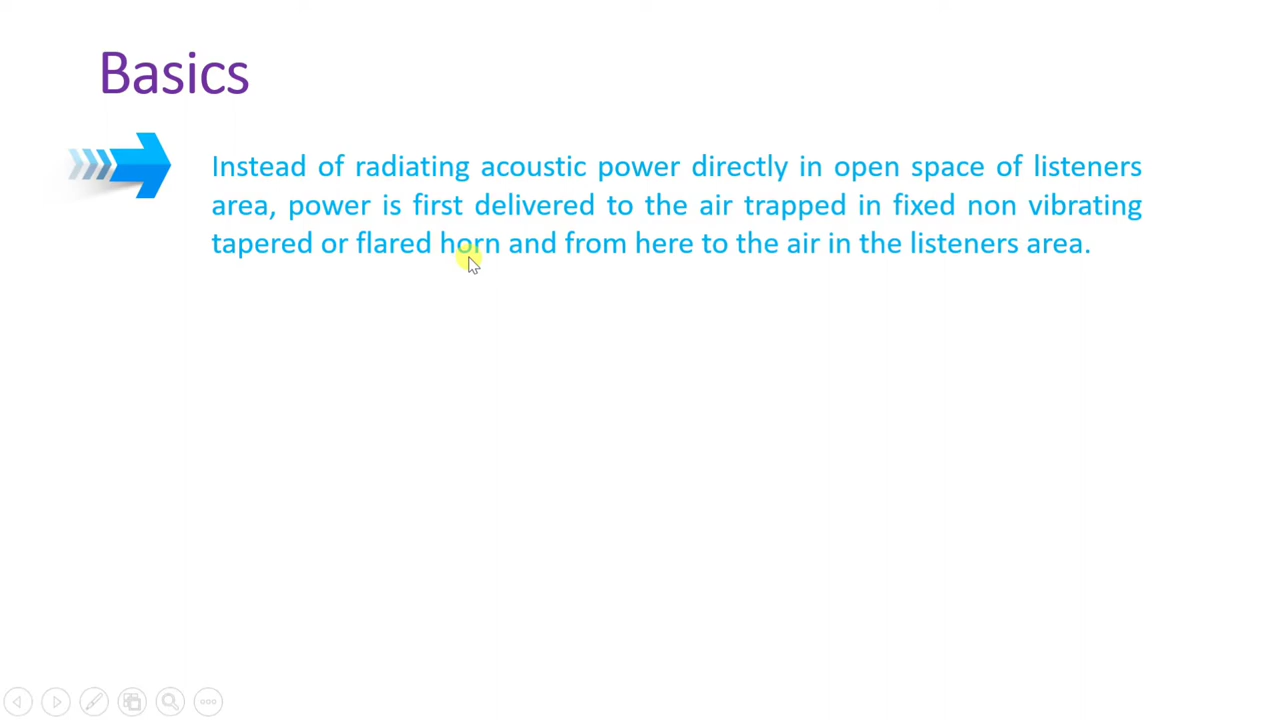 Basics
Instead of radiating acoustic power directly in open space of listeners
area, power is first delivered to the air trapped in fixed non vibrating
tapered or flared horn and from here to the air in the listeners area.